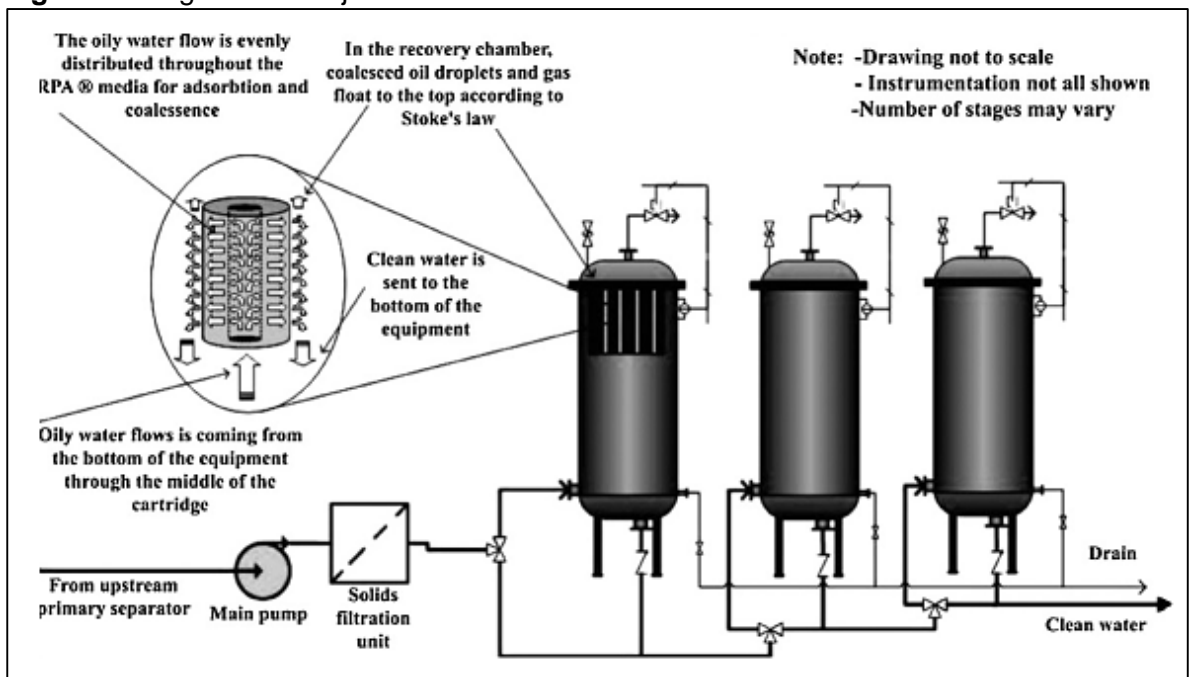 The oily water flow is evenly
distributed throughout the
RPA ® media for adsorbtion and
coalessence
In the recovery chamber,
coalesced oil droplets and gas
float to the top according to
Stoke's law
Note: -Drawing not to scale
- Instrumentation not all shown
-Number of stages may vary
Clean water is
sent to the
bottom of the
equipment
Oily water flows is coming from
the bottom of the equipment
through the middle of the
cartridge
From upstream
primary separator
Main pump
Solids
filtration
unit
Drain
Clean water